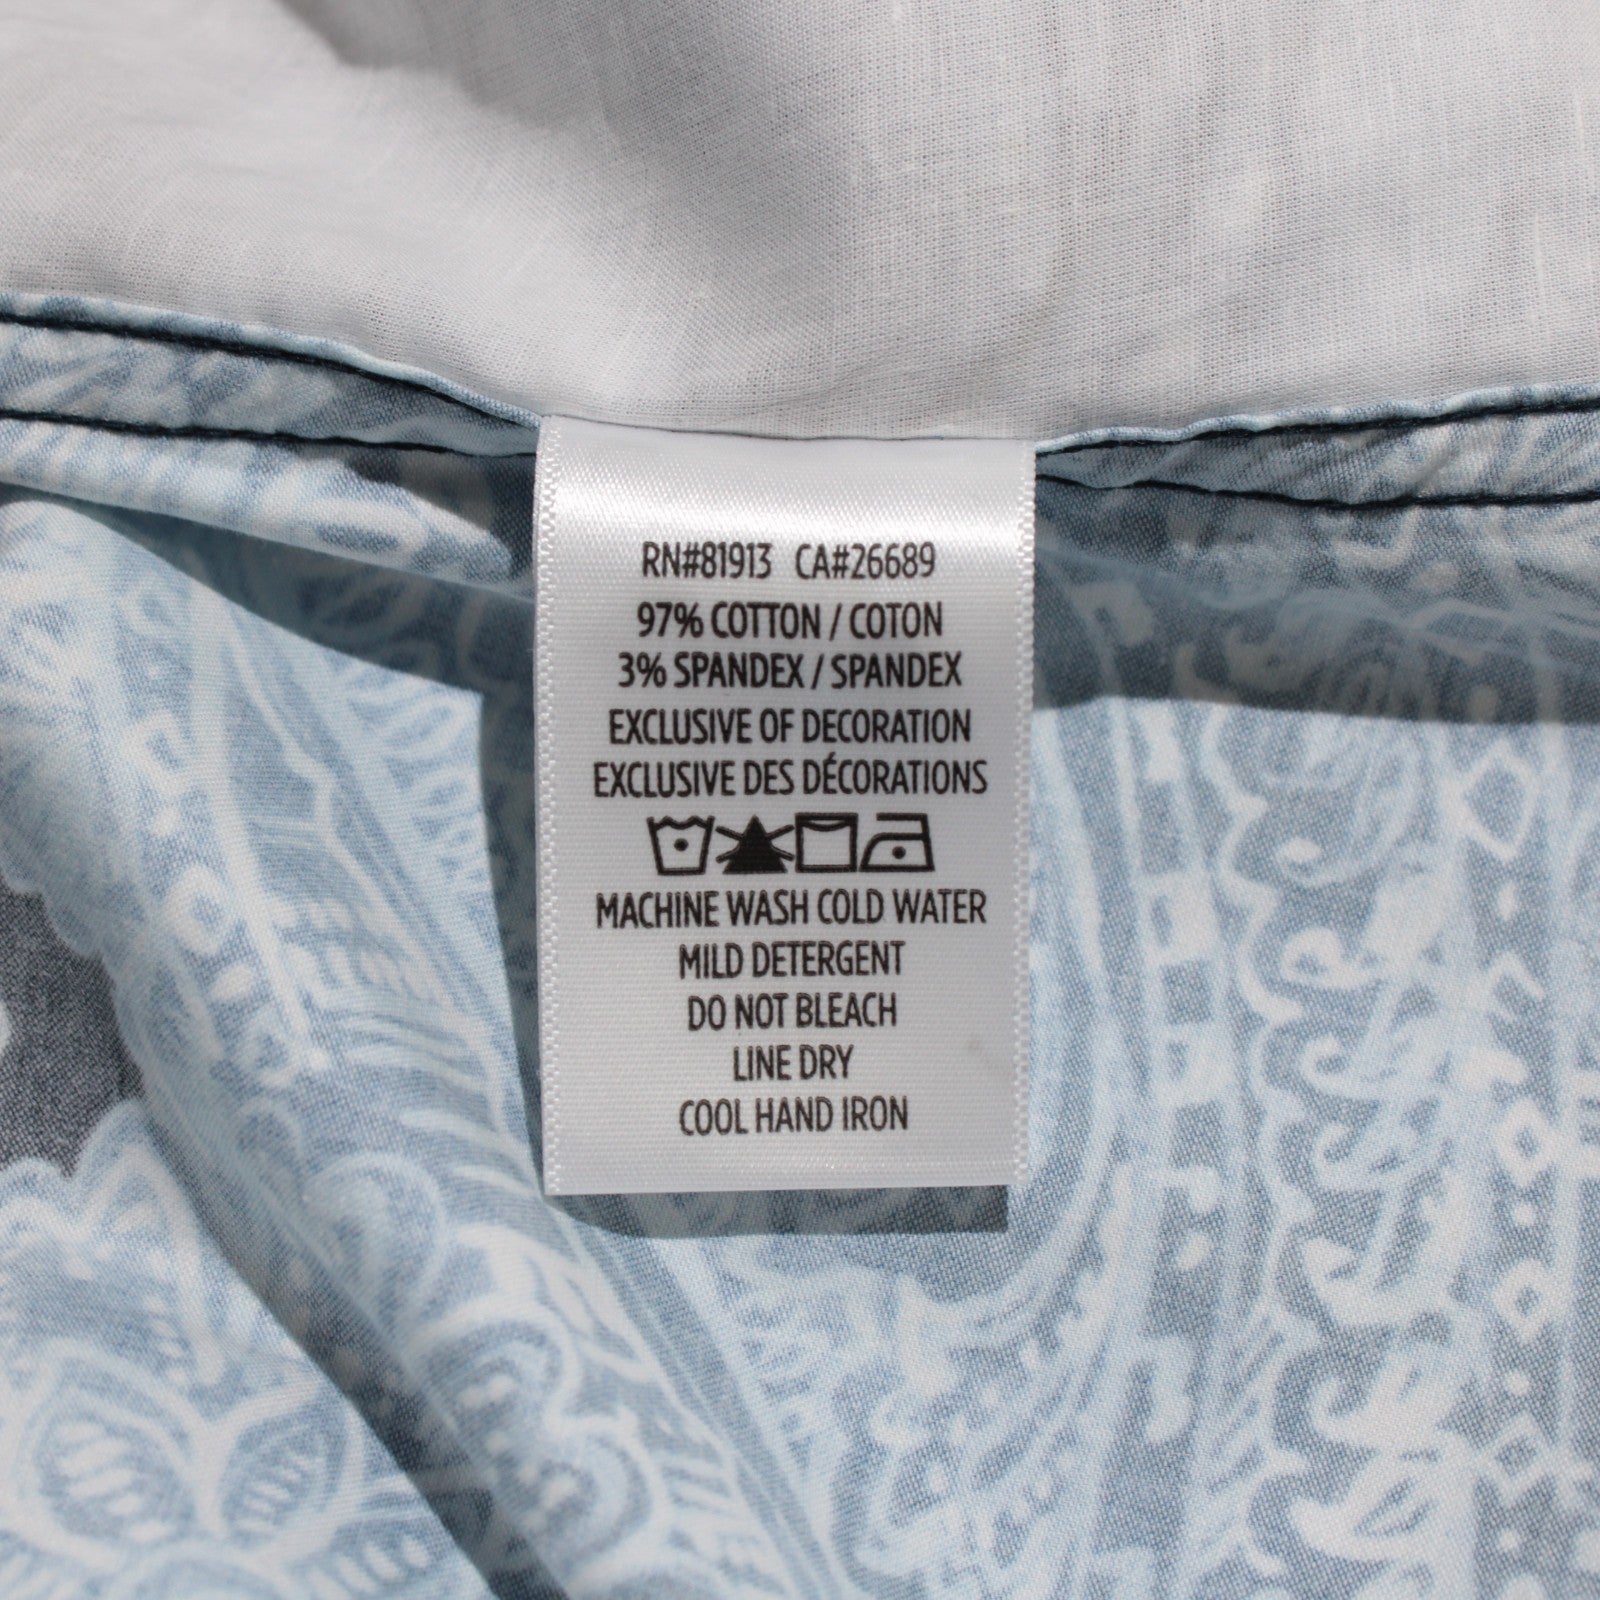 RN#81913 CA#26689
97% COTTON / COTON
3% SPANDEX / SPANDEX
EXCLUSIVE OF DECORATION
EXCLUSIVE DES DÉCORATIONS
MACHINE WASH COLD WATER
MILD DETERGENT
DO NOT BLEACH
LINE DRY
COOL HAND IRON